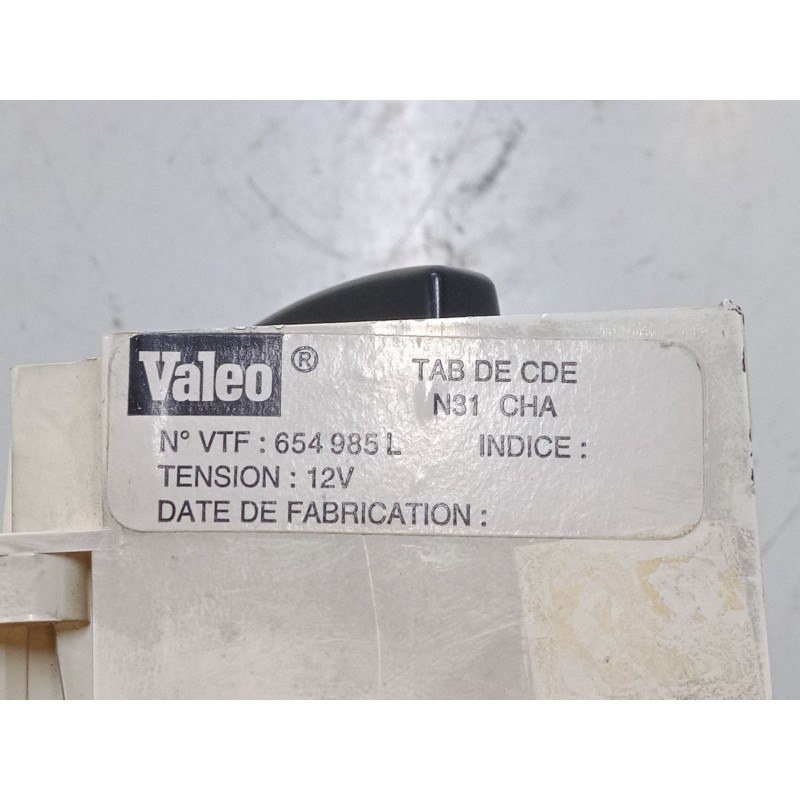 Valeo ® TAB DE CDE
N31 CHA
N° VTF : 654 985 L INDICE :
TENSION : 12V
DATE DE FABRICATION :